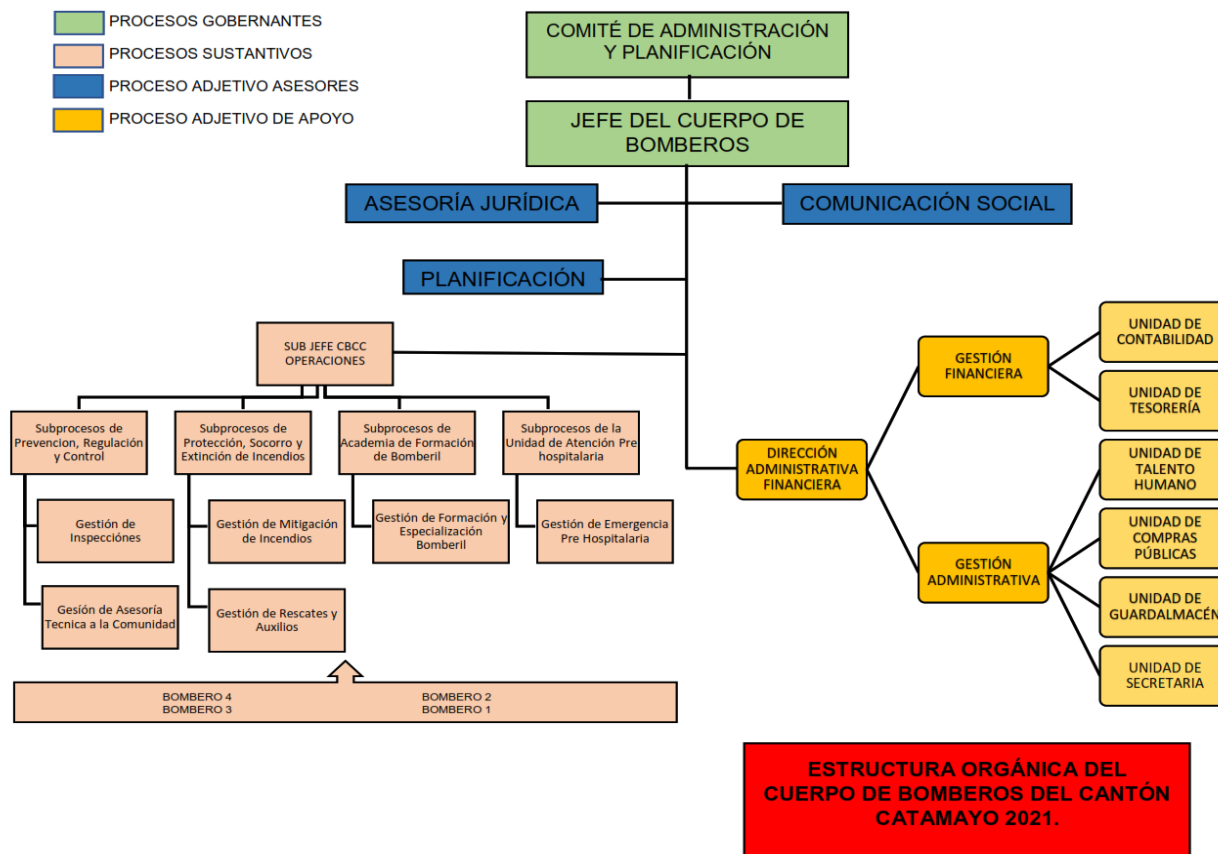 PROCESOS GOBERNANTES
PROCESOS SUSTANTIVOS
PROCESO ADJETIVO ASESORES
PROCESO ADJETIVO DE APOYO
COMITÉ DE ADMINISTRACIÓN
Y PLANIFICACIÓN
JEFE DEL CUERPO DE
BOMBEROS
ASESORÍA JURÍDICA
COMUNICACIÓN SOCIAL
PLANIFICACIÓN
SUB JEFE CBCC
OPERACIONES
Subprocesos de
Prevencion, Regulación
y Control
Subprocesos de
Protección, Socorro y
Extinción de Incendios
Subprocesos de
Academia de Formación
de Bomberil
Subprocesos de la
Unidad de Atención Pre
hospitalaria
Gestión de
Inspecciónes
Gestión de Mitigación
de Incendios
Gestión de Formación y
Especialización
Bomberil
Gestión de Emergencia
Pre Hospitalaria
Gesión de Asesoría
Tecnica a la Comunidad
Gestión de Rescates y
Auxilios
BOMBERO 4
BOMBERO 3
BOMBERO 2
BOMBERO 1
DIRECCIÓN
ADMINISTRATIVA
FINANCIERA
GESTIÓN
FINANCIERA
GESTIÓN
ADMINISTRATIVA
UNIDAD DE
CONTABILIDAD
UNIDAD DE
TESORERÍA
UNIDAD DE
TALENTO
HUMANO
UNIDAD DE
COMPRAS
PÚBLICAS
UNIDAD DE
GUARDALMACÉN
UNIDAD DE
SECRETARIA
ESTRUCTURA ORGÁNICA DEL
CUERPO DE BOMBEROS DEL CANTÓN
CATAMAYO 2021.